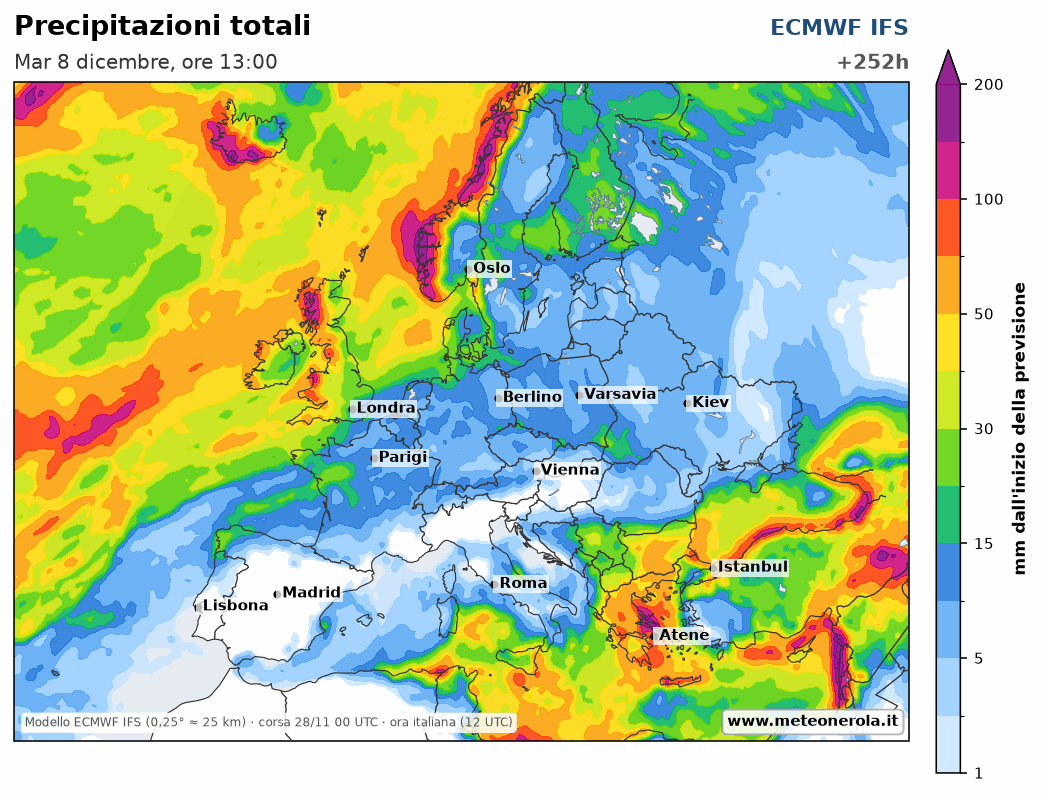 Precipitazioni totali
ECMWF IFS
Mar 8 dicembre, ore 13:00
+252h
200
100
50
30
15
5
1
mm dall'inizio della previsione
Oslo
Berlino
Varsavia
Kiev
Londra
Parigi
Vienna
Istanbul
Roma
Madrid
Lisbona
Atene
Modello ECMWF IFS (0,25° ≈ 25 km) · corsa 28/11 00 UTC · ora italiana (12 UTC)
www.meteonerola.it